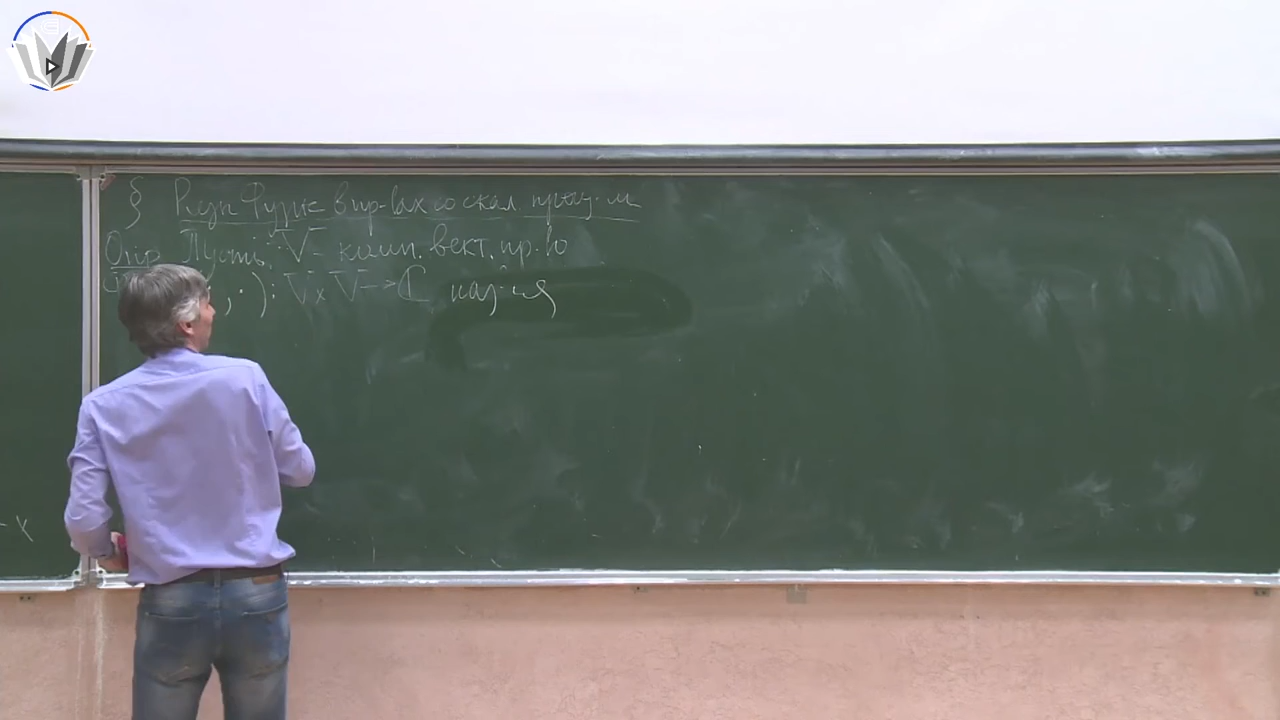 § Ряды Фурье в пр-вах со скал. произ-м
Опр Пусть V - комп. вект. пр-во
, ·): V x V -> ℂ наз-ся
- x